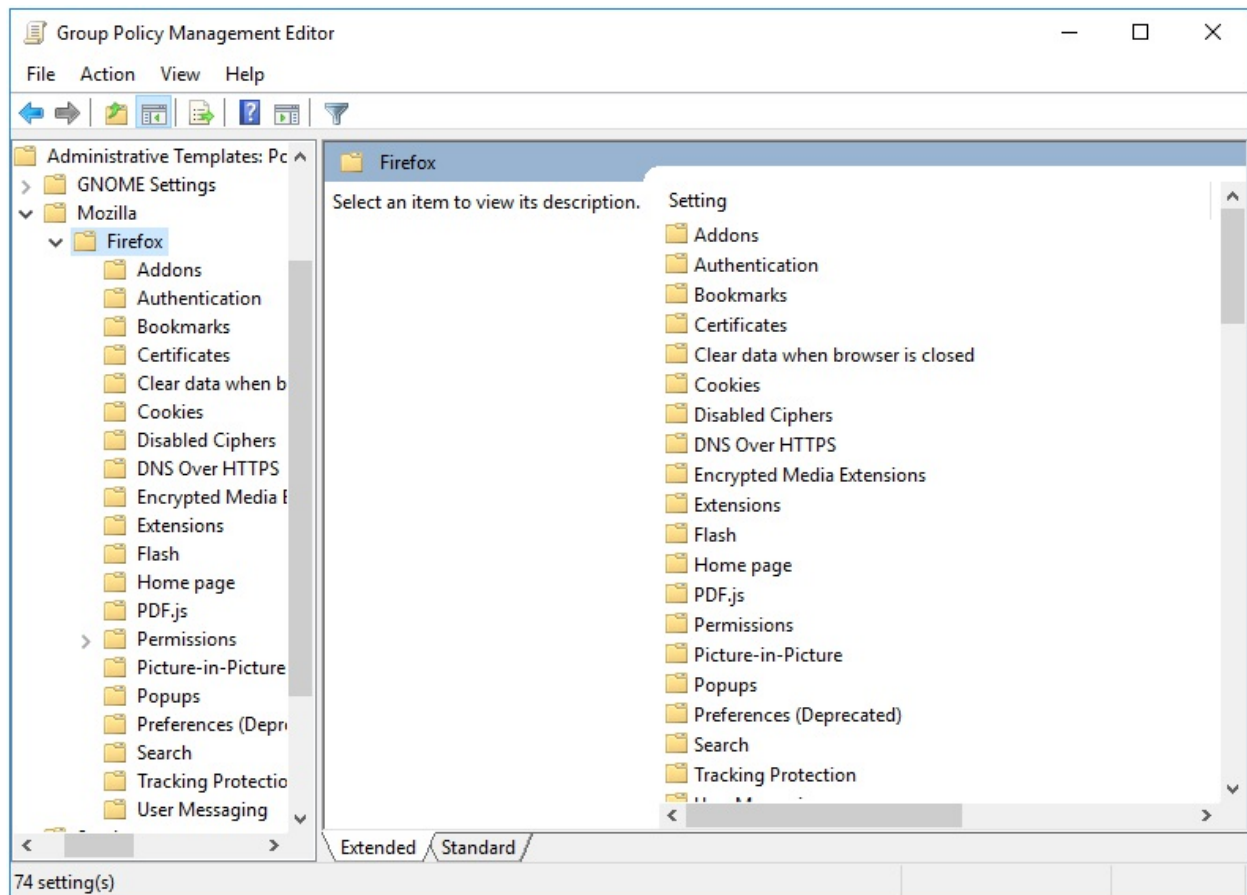 Group Policy Management Editor
File Action View Help
Administrative Templates: Pc
GNOME Settings
Mozilla
Firefox
Addons
Authentication
Bookmarks
Certificates
Clear data when b
Cookies
Disabled Ciphers
DNS Over HTTPS
Encrypted Media E
Extensions
Flash
Home page
PDF.js
Permissions
Picture-in-Picture
Popups
Preferences (Depr
Search
Tracking Protectio
User Messaging
Firefox
Select an item to view its description.
Setting
Addons
Authentication
Bookmarks
Certificates
Clear data when browser is closed
Cookies
Disabled Ciphers
DNS Over HTTPS
Encrypted Media Extensions
Extensions
Flash
Home page
PDF.js
Permissions
Picture-in-Picture
Popups
Preferences (Deprecated)
Search
Tracking Protection
Extended Standard
74 setting(s)